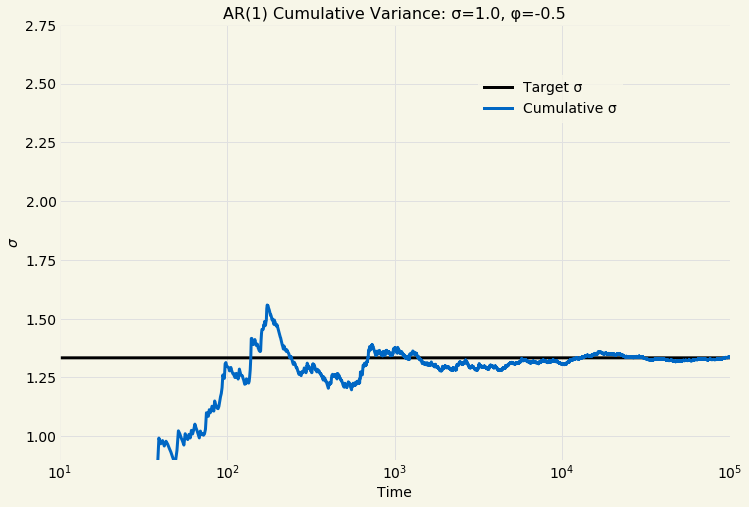 AR(1) Cumulative Variance: σ=1.0, φ=-0.5
2.75
2.50
2.25
2.00
1.75
1.50
1.25
1.00
σ
Target σ
Cumulative σ
10¹
10²
10³
10⁴
10⁵
Time